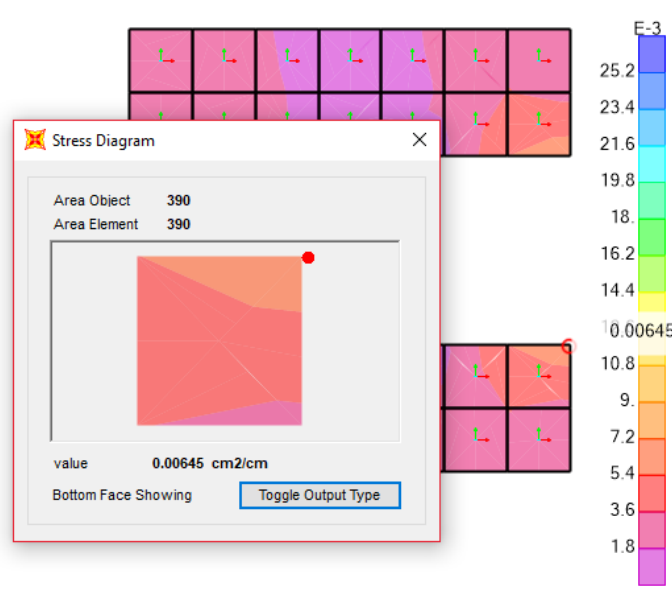 E-3
25.2
23.4
21.6
19.8
18.
16.2
14.4
0.00645
10.8
9.
7.2
5.4
3.6
1.8
Stress Diagram
Area Object 390
Area Element 390
value 0.00645 cm2/cm
Bottom Face Showing Toggle Output Type